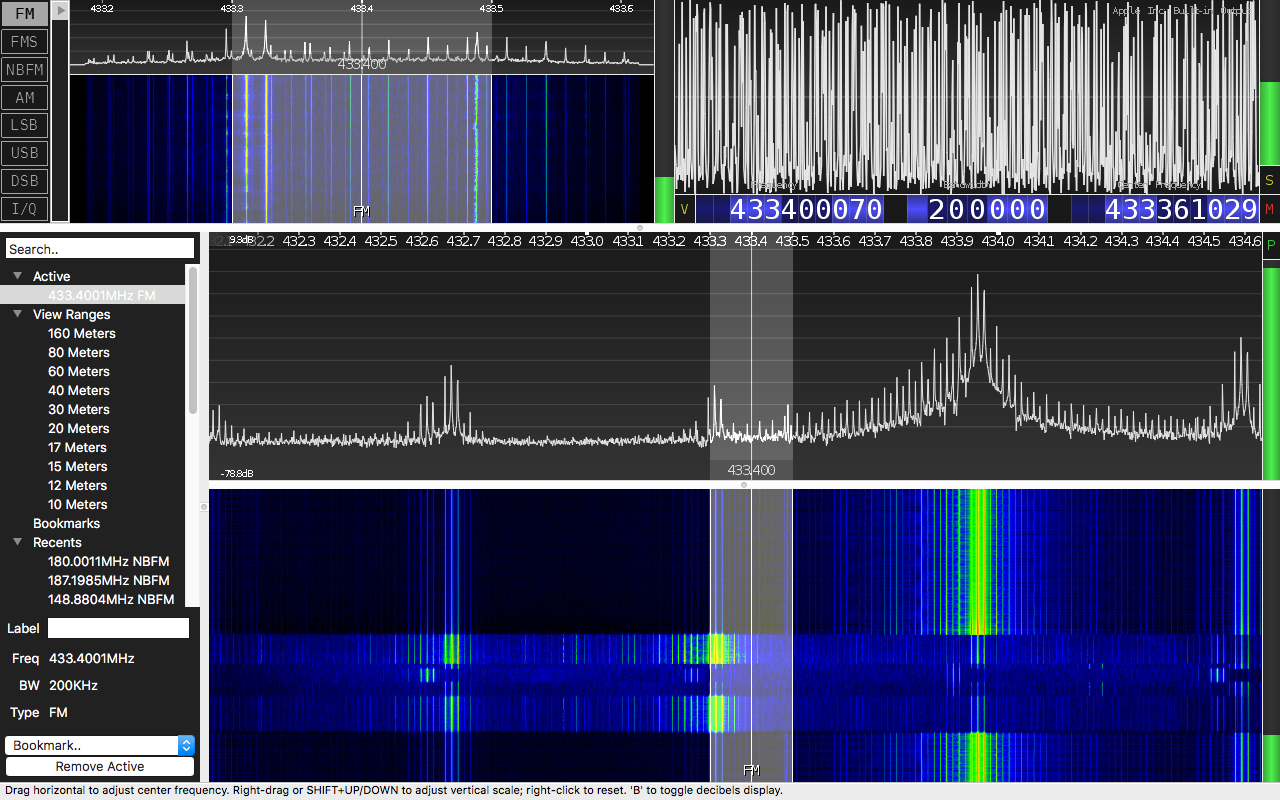 FM
FMS
NBFM
AM
LSB
USB
DSB
I/Q
433.2 433.3 433.4 433.5 433.6
433.400
FM
Apple Inc.: Built-in Output
Frequency Bandwidth Center Frequency
V 433400070 200000 433361029
S
M
P
Search..
Active
433.4001MHz FM
View Ranges
160 Meters
80 Meters
60 Meters
40 Meters
30 Meters
20 Meters
17 Meters
15 Meters
12 Meters
10 Meters
Bookmarks
Recents
180.0011MHz NBFM
187.1985MHz NBFM
148.8804MHz NBFM
Label
Freq 433.4001MHz
BW 200KHz
Type FM
Bookmark..
Remove Active
9.3dB 432.3 432.4 432.5 432.6 432.7 432.8 432.9 433.0 433.1 433.2 433.3 433.4 433.5 433.6 433.7 433.8 433.9 434.0 434.1 434.2 434.3 434.4 434.5 434.6
-78.8dB
433.400
FM
Drag horizontal to adjust center frequency. Right-drag or SHIFT+UP/DOWN to adjust vertical scale; right-click to reset. 'B' to toggle decibels display.